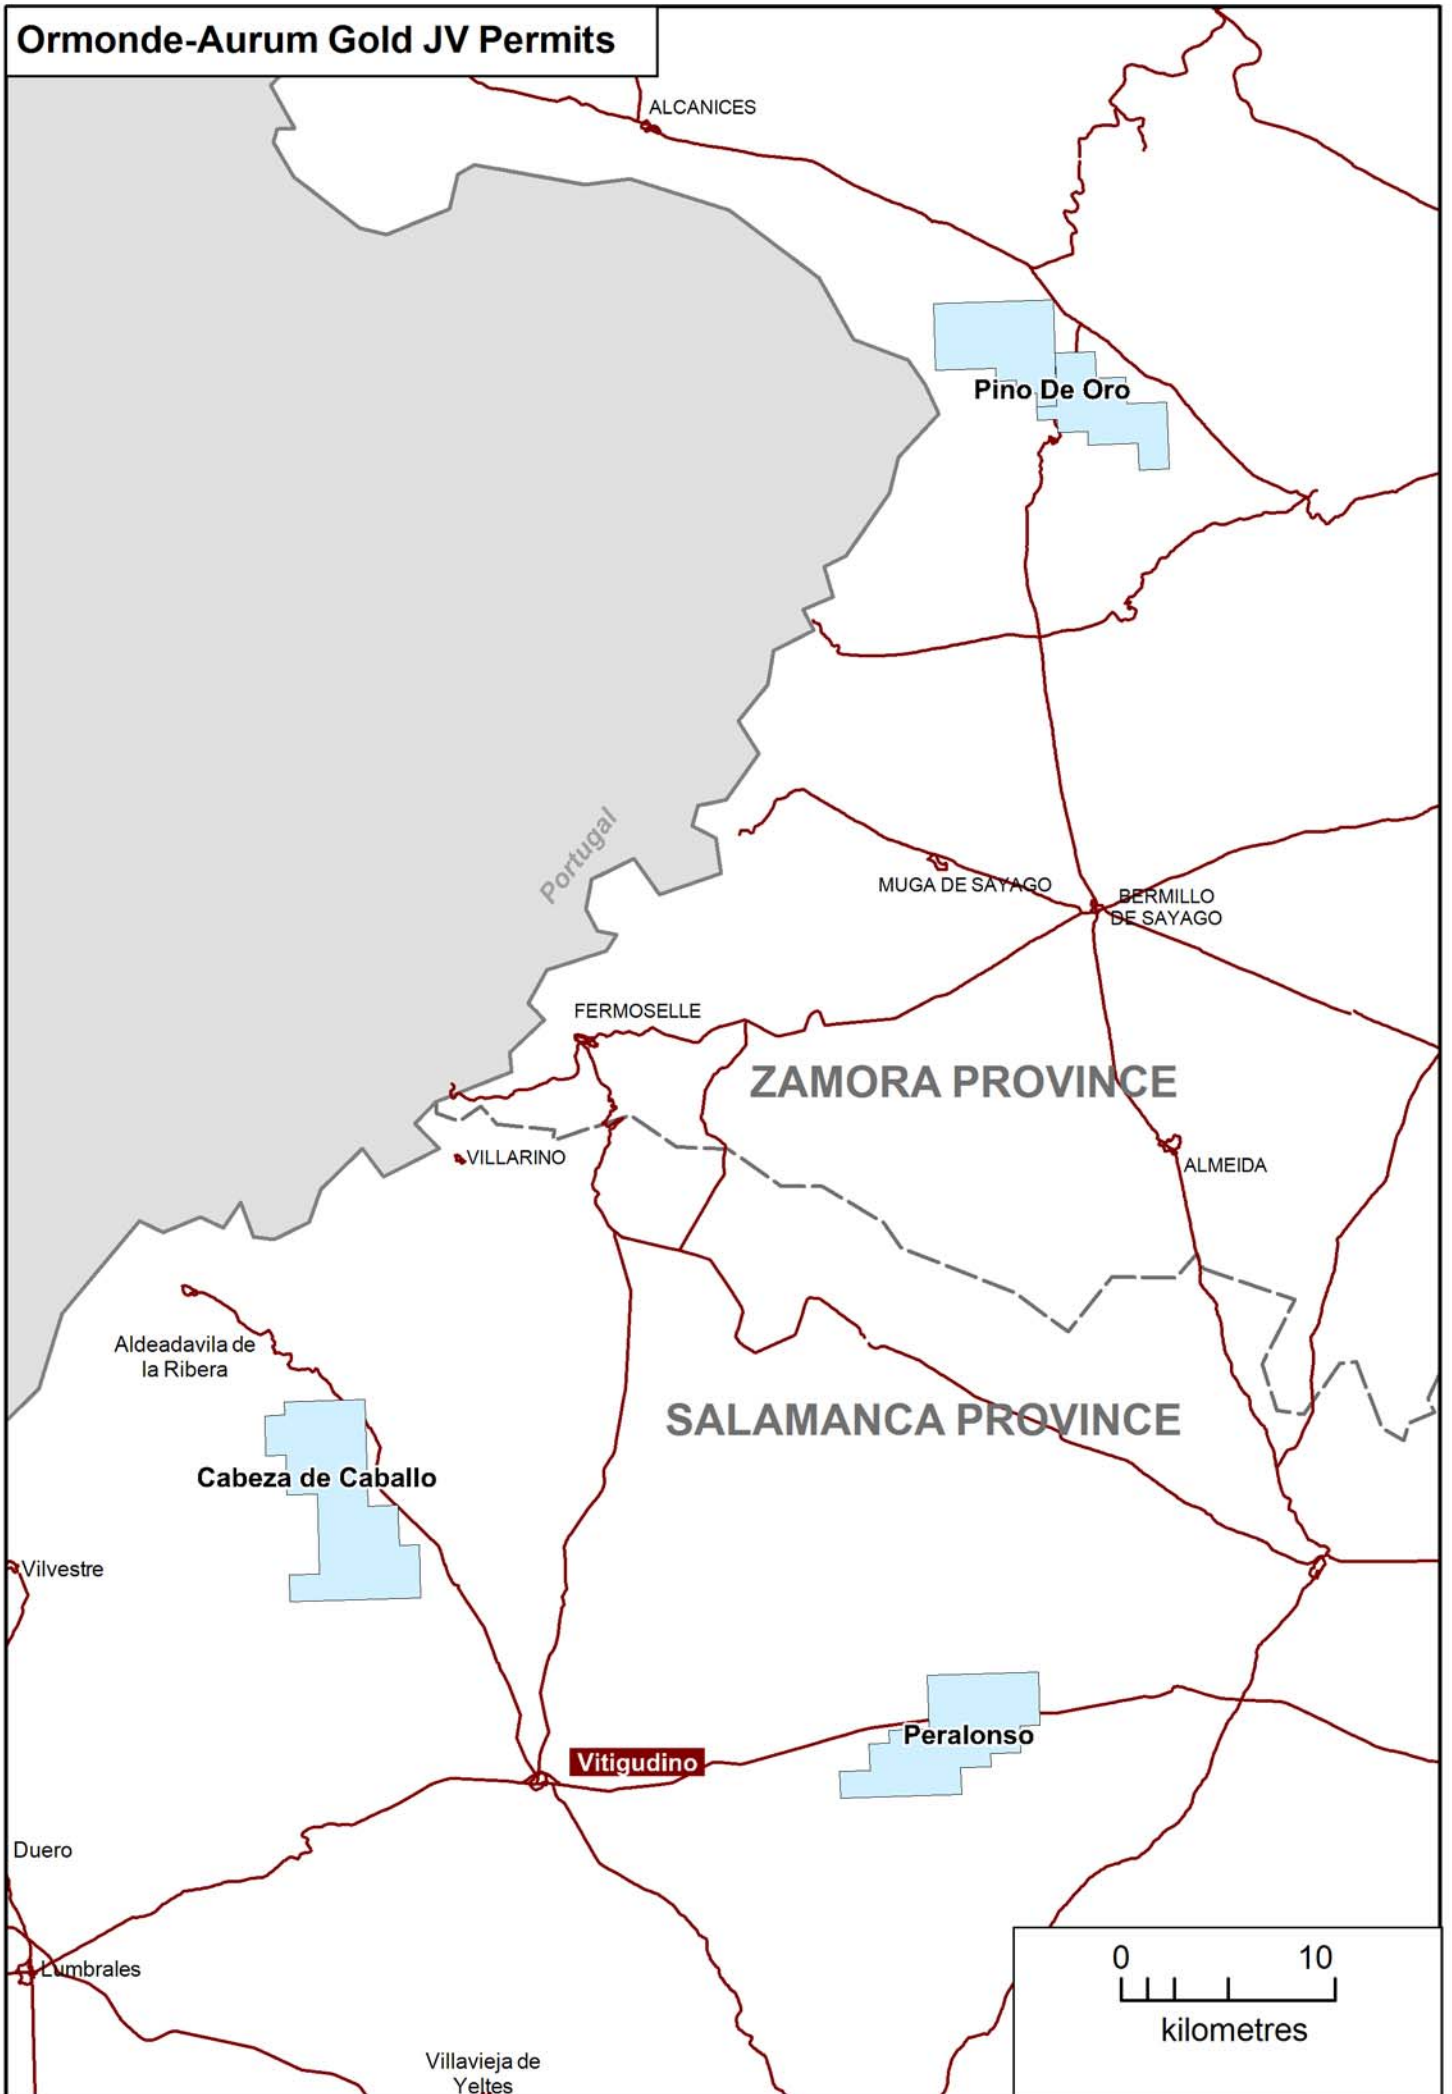 Ormonde-Aurum Gold JV Permits
ALCANICES
Pino De Oro
Portugal
MUGA DE SAYAGO
BERMILLO
DE SAYAGO
FERMOSELLE
ZAMORA PROVINCE
VILLARINO
ALMEIDA
Aldeadavila de
la Ribera
SALAMANCA PROVINCE
Cabeza de Caballo
Vilvestre
Peralonso
Vitigudino
Duero
Lumbrales
0 10
kilometres
Villavieja de
Yeltes